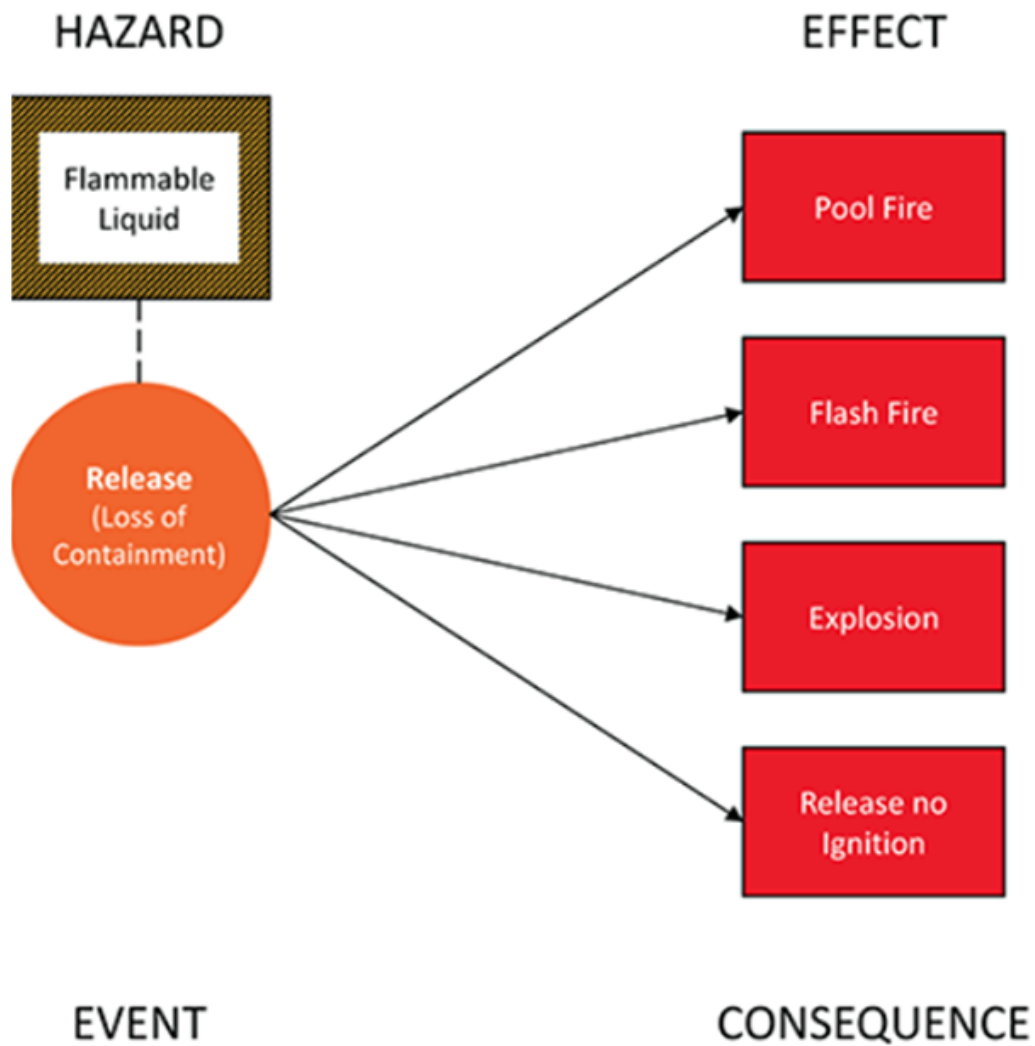 HAZARD
EFFECT
Flammable
Liquid
Pool Fire
Flash Fire
Release
(Loss of
Containment)
Explosion
Release no
Ignition
EVENT
CONSEQUENCE